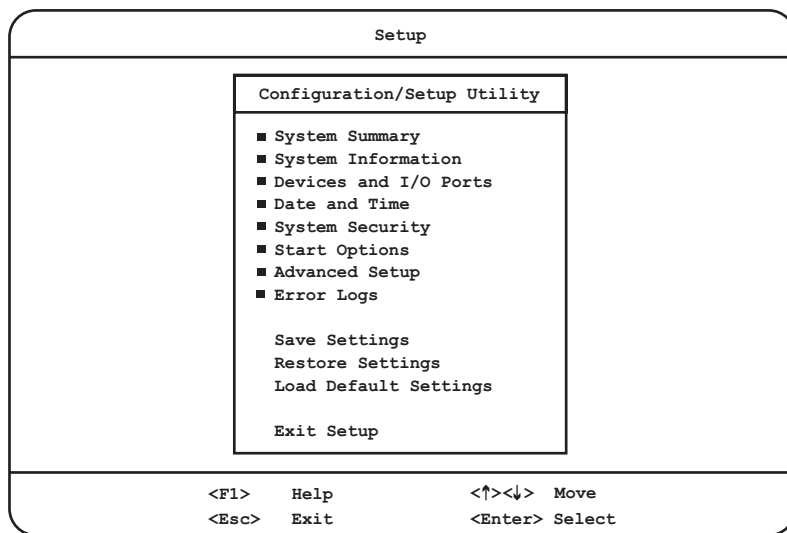 Setup
Configuration/Setup Utility
■ System Summary
■ System Information
■ Devices and I/O Ports
■ Date and Time
■ System Security
■ Start Options
■ Advanced Setup
■ Error Logs
Save Settings
Restore Settings
Load Default Settings
Exit Setup
<F1> Help <↑><↓> Move
<Esc> Exit <Enter> Select